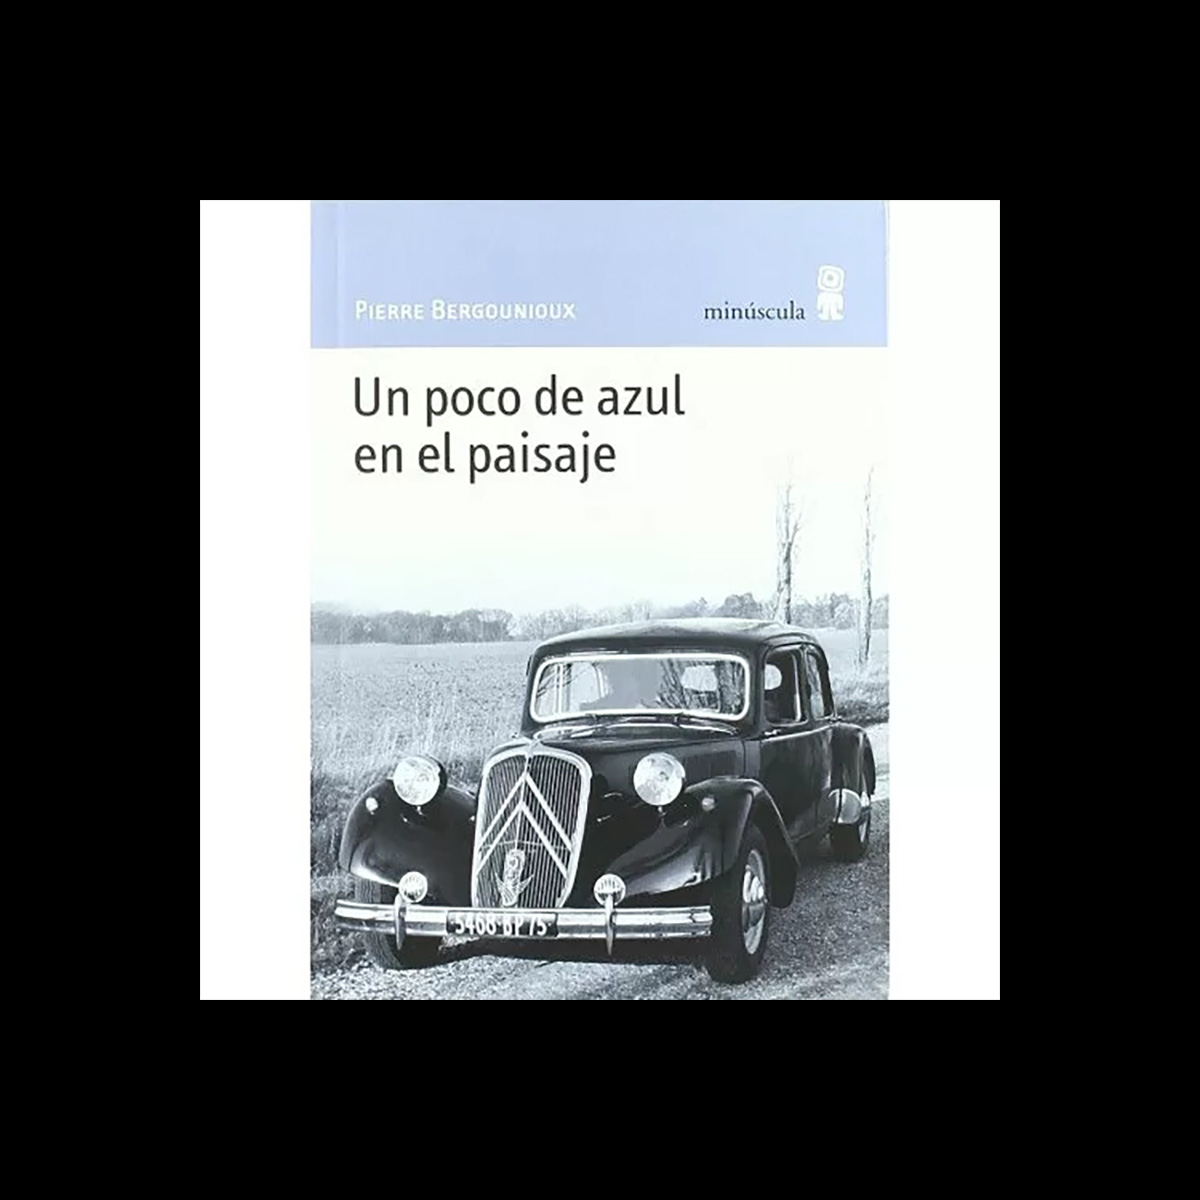 PIERRE BERGOUNIOUX
minúscula
Un poco de azul
en el paisaje
5468 BP 75